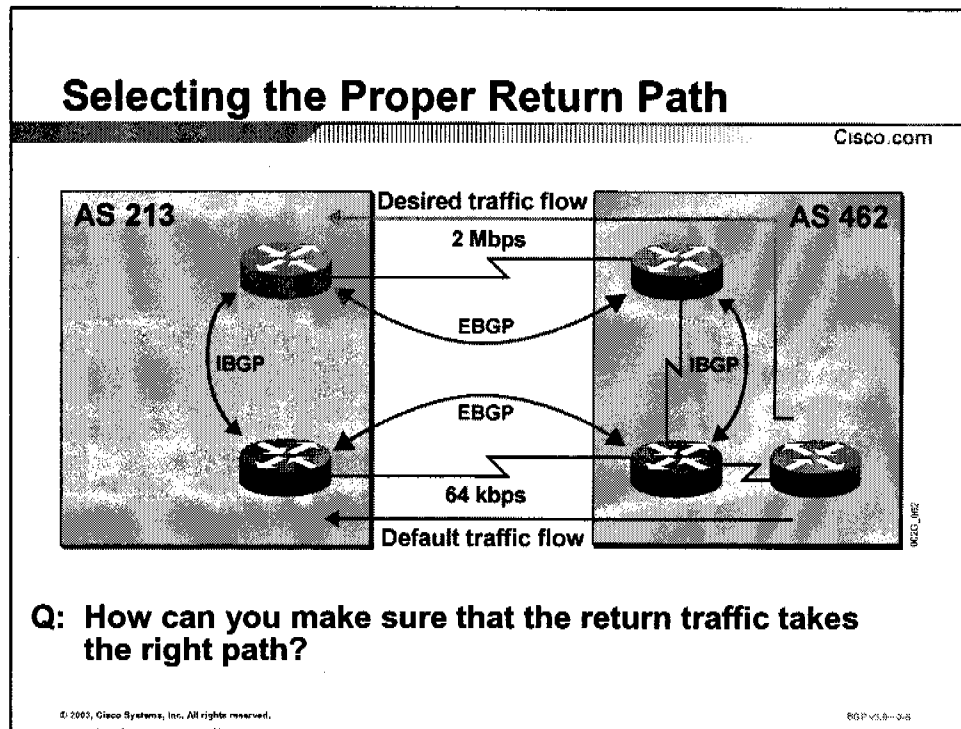 Selecting the Proper Return Path
Cisco.com
AS 213
Desired traffic flow
AS 462
2 Mbps
EBGP
IBGP
IBGP
EBGP
64 kbps
Default traffic flow
Q: How can you make sure that the return traffic takes
the right path?
© 2003, Cisco Systems, Inc. All rights reserved.